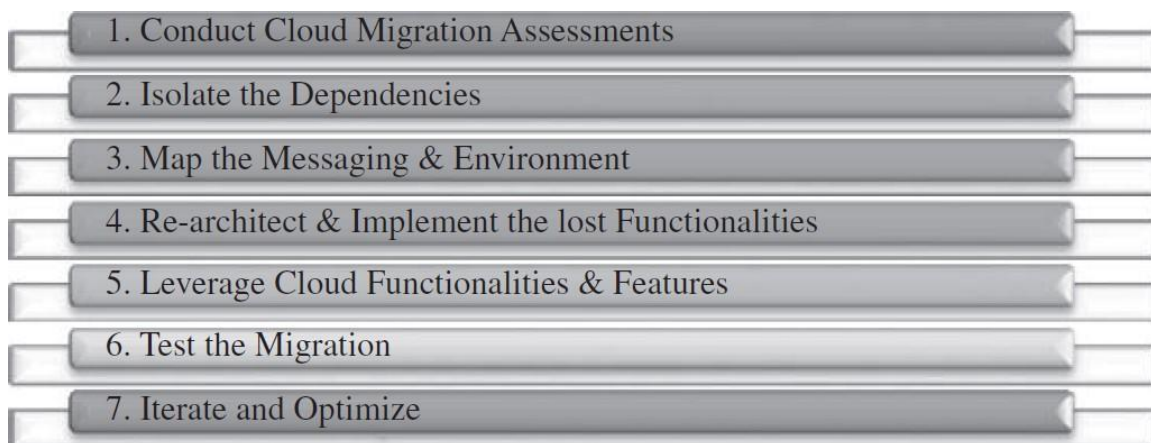 1. Conduct Cloud Migration Assessments
2. Isolate the Dependencies
3. Map the Messaging & Environment
4. Re-architect & Implement the lost Functionalities
5. Leverage Cloud Functionalities & Features
6. Test the Migration
7. Iterate and Optimize